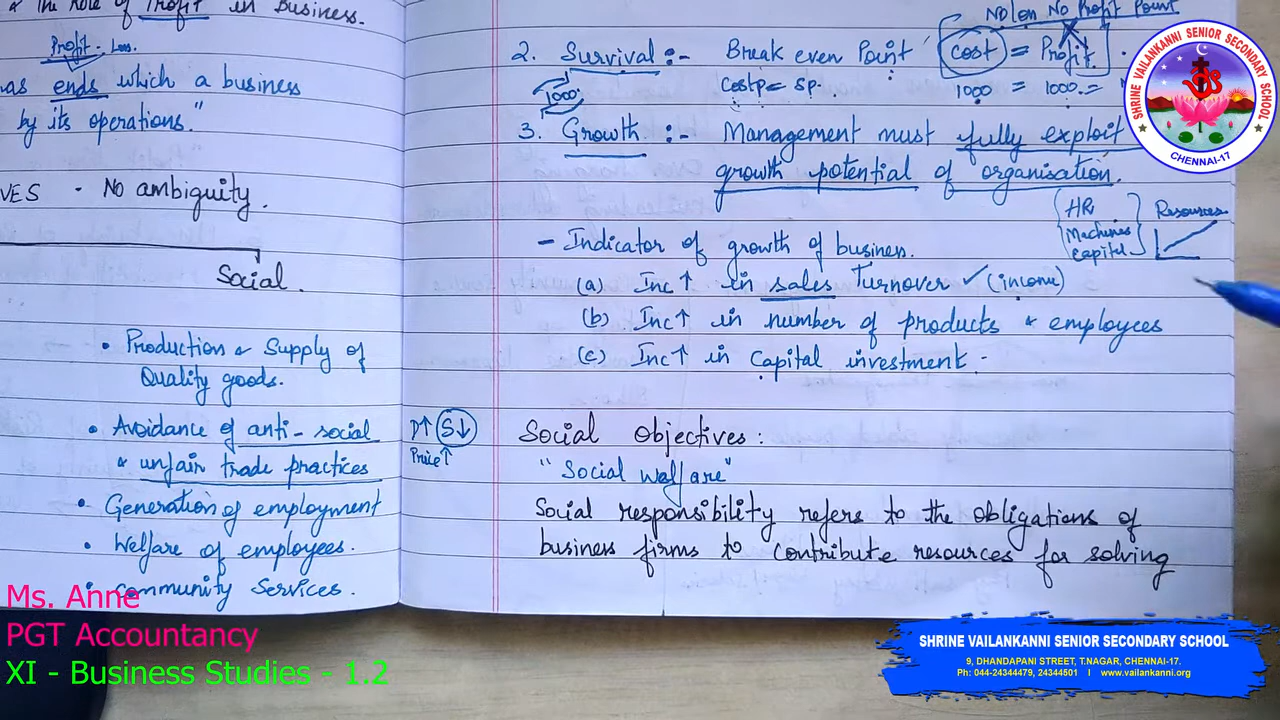 & the Role of Profit in Business.
Profit - Loss.
as ends which a business
by its operations."
VES - No ambiguity.
Social.
• Production & Supply of
Quality goods.
• Avoidance of anti-social
& unfair trade practices
• Generation of employment
• Welfare of employees.
• Community Services.
No Loss No Profit Point
2. Survival :- Break even Point [cost = Profit] .
1000. Costp = Sp. 1000 = 1000. =
3. Growth :- Management must fully exploit
growth potential of organisation.
HR
Machines
Capital
Resources
- Indicator of growth of business.
(a) Inc ↑ in sales Turnover ✓ (income)
(b) Inc ↑ in number of products & employees
(c) Inc ↑ in Capital investment -
P↑ S↓
Price↑
Social Objectives :
"Social Welfare"
Social responsibility refers to the obligations of
business firms to contribute resources for solving
SHRINE VAILANKANNI SENIOR SECONDARY SCHOOL
CHENNAI-17
Ms. Anne
PGT Accountancy
XI - Business Studies - 1.2
SHRINE VAILANKANNI SENIOR SECONDARY SCHOOL
9, DHANDAPANI STREET, T.NAGAR, CHENNAI-17.
Ph: 044-24344479, 24344501 I www.vailankanni.org